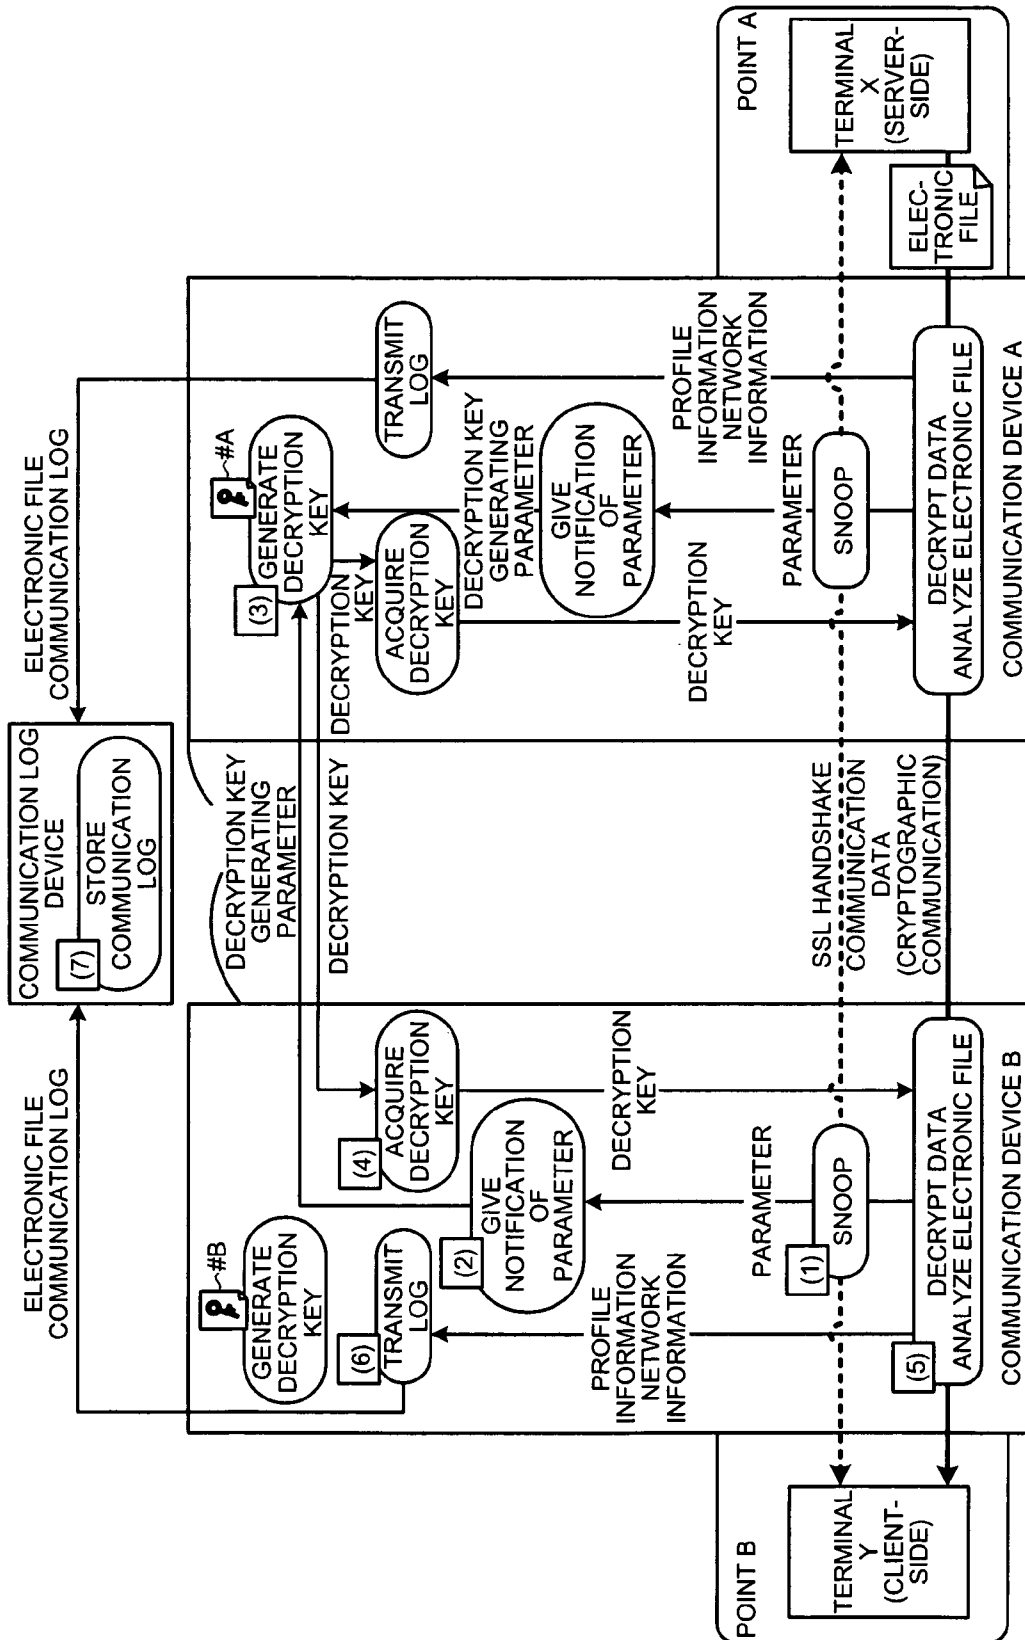 COMMUNICATION LOG
DEVICE
(7)
STORE
COMMUNICATION
LOG
ELECTRONIC FILE
COMMUNICATION LOG
ELECTRONIC FILE
COMMUNICATION LOG
POINT B
TERMINAL
Y
(CLIENT-
SIDE)
#B
GENERATE
DECRYPTION
KEY
(6)
TRANSMIT
LOG
PROFILE
INFORMATION
NETWORK
INFORMATION
(2)
GIVE
NOTIFICATION
OF
PARAMETER
PARAMETER
(1)
SNOOP
(4)
ACQUIRE
DECRYPTION
KEY
DECRYPTION
KEY
(5)
DECRYPT DATA
ANALYZE ELECTRONIC FILE
COMMUNICATION DEVICE B
DECRYPTION KEY
GENERATING
PARAMETER
DECRYPTION KEY
SSL HANDSHAKE
COMMUNICATION
DATA
(CRYPTOGRAPHIC
COMMUNICATION)
#A
(3)
GENERATE
DECRYPTION
KEY
DECRYPTION
KEY
ACQUIRE
DECRYPTION
KEY
DECRYPTION
KEY
DECRYPTION KEY
GENERATING
PARAMETER
GIVE
NOTIFICATION
OF
PARAMETER
PARAMETER
SNOOP
TRANSMIT
LOG
PROFILE
INFORMATION
NETWORK
INFORMATION
DECRYPT DATA
ANALYZE ELECTRONIC FILE
COMMUNICATION DEVICE A
POINT A
TERMINAL
X
(SERVER-
SIDE)
ELEC-
TRONIC
FILE